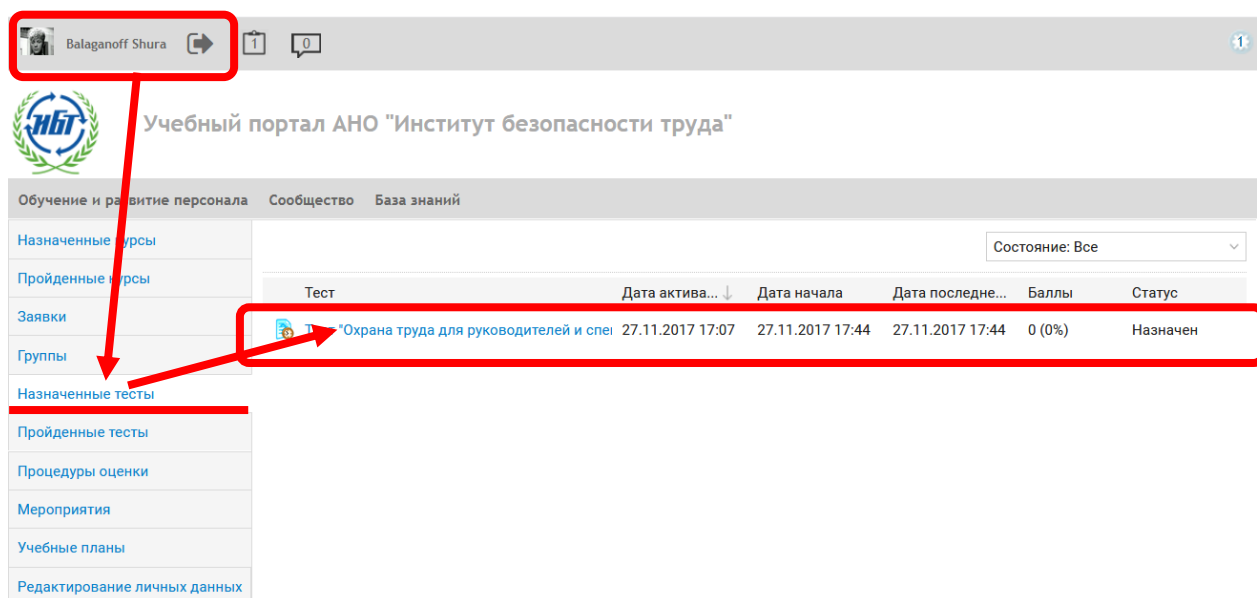 Balaganoff Shura 1 0 1
ИБТ
Учебный портал АНО "Институт безопасности труда"
Обучение и развитие персонала Сообщество База знаний
Назначенные курсы
Состояние: Все
Пройденные курсы
Тест Дата актива... Дата начала Дата последне... Баллы Статус
Заявки
Тест "Охрана труда для руководителей и спе 27.11.2017 17:07 27.11.2017 17:44 27.11.2017 17:44 0 (0%) Назначен
Группы
Назначенные тесты
Пройденные тесты
Процедуры оценки
Мероприятия
Учебные планы
Редактирование личных данных